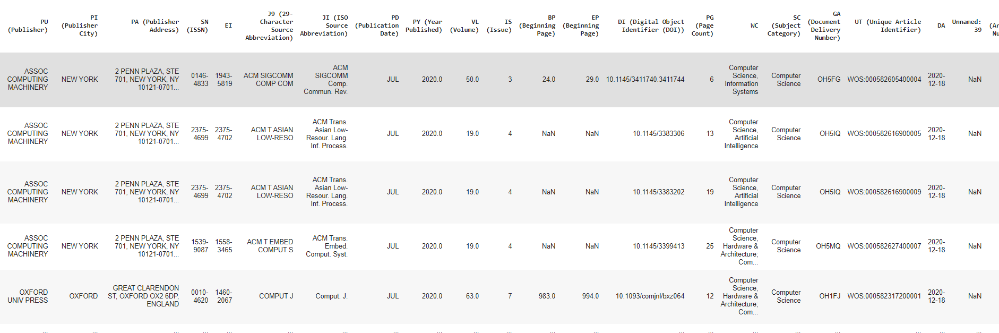 PU (Publisher) PI (Publisher City) PA (Publisher Address) SN (ISSN) EI J9 (29-Character Source Abbreviation) JI (ISO Source Abbreviation) PD (Publication Date) PY (Year Published) VL (Volume) IS (Issue) BP (Beginning Page) EP (Beginning Page) DI (Digital Object Identifier (DOI)) PG (Page Count) WC SC (Subject Category) GA (Document Delivery Number) UT (Unique Article Identifier) DA Unnamed: 39
ASSOC COMPUTING MACHINERY NEW YORK 2 PENN PLAZA, STE 701, NEW YORK, NY 10121-0701... 0146-4833 1943-5819 ACM SIGCOMM COMP COM ACM SIGCOMM Comp. Commun. Rev. JUL 2020.0 50.0 3 24.0 29.0 10.1145/3411740.3411744 6 Computer Science, Information Systems Computer Science OH5FG WOS:000582605400004 2020-12-18 NaN
ASSOC COMPUTING MACHINERY NEW YORK 2 PENN PLAZA, STE 701, NEW YORK, NY 10121-0701... 2375-4699 2375-4702 ACM T ASIAN LOW-RESO ACM Trans. Asian Low-Resour. Lang. Inf. Process. JUL 2020.0 19.0 4 NaN NaN 10.1145/3383306 13 Computer Science, Artificial Intelligence Computer Science OH5IQ WOS:000582616900005 2020-12-18 NaN
ASSOC COMPUTING MACHINERY NEW YORK 2 PENN PLAZA, STE 701, NEW YORK, NY 10121-0701... 2375-4699 2375-4702 ACM T ASIAN LOW-RESO ACM Trans. Asian Low-Resour. Lang. Inf. Process. JUL 2020.0 19.0 4 NaN NaN 10.1145/3383202 19 Computer Science, Artificial Intelligence Computer Science OH5IQ WOS:000582616900009 2020-12-18 NaN
ASSOC COMPUTING MACHINERY NEW YORK 2 PENN PLAZA, STE 701, NEW YORK, NY 10121-0701... 1539-9087 1558-3465 ACM T EMBED COMPUT S ACM Trans. Embed. Comput. Syst. JUL 2020.0 19.0 4 NaN NaN 10.1145/3399413 25 Computer Science, Hardware & Architecture; Com... Computer Science OH5MQ WOS:000582627400007 2020-12-18 NaN
OXFORD UNIV PRESS OXFORD GREAT CLARENDON ST, OXFORD OX2 6DP, ENGLAND 0010-4620 1460-2067 COMPUT J Comput. J. JUL 2020.0 63.0 7 983.0 994.0 10.1093/comjnl/bxz064 12 Computer Science, Hardware & Architecture; Com... Computer Science OH1FJ WOS:000582317200001 2020-12-18 NaN
... ... ... ... ... ... ... ... ... ... ... ... ... ... ... ... ... ... ... ... ...